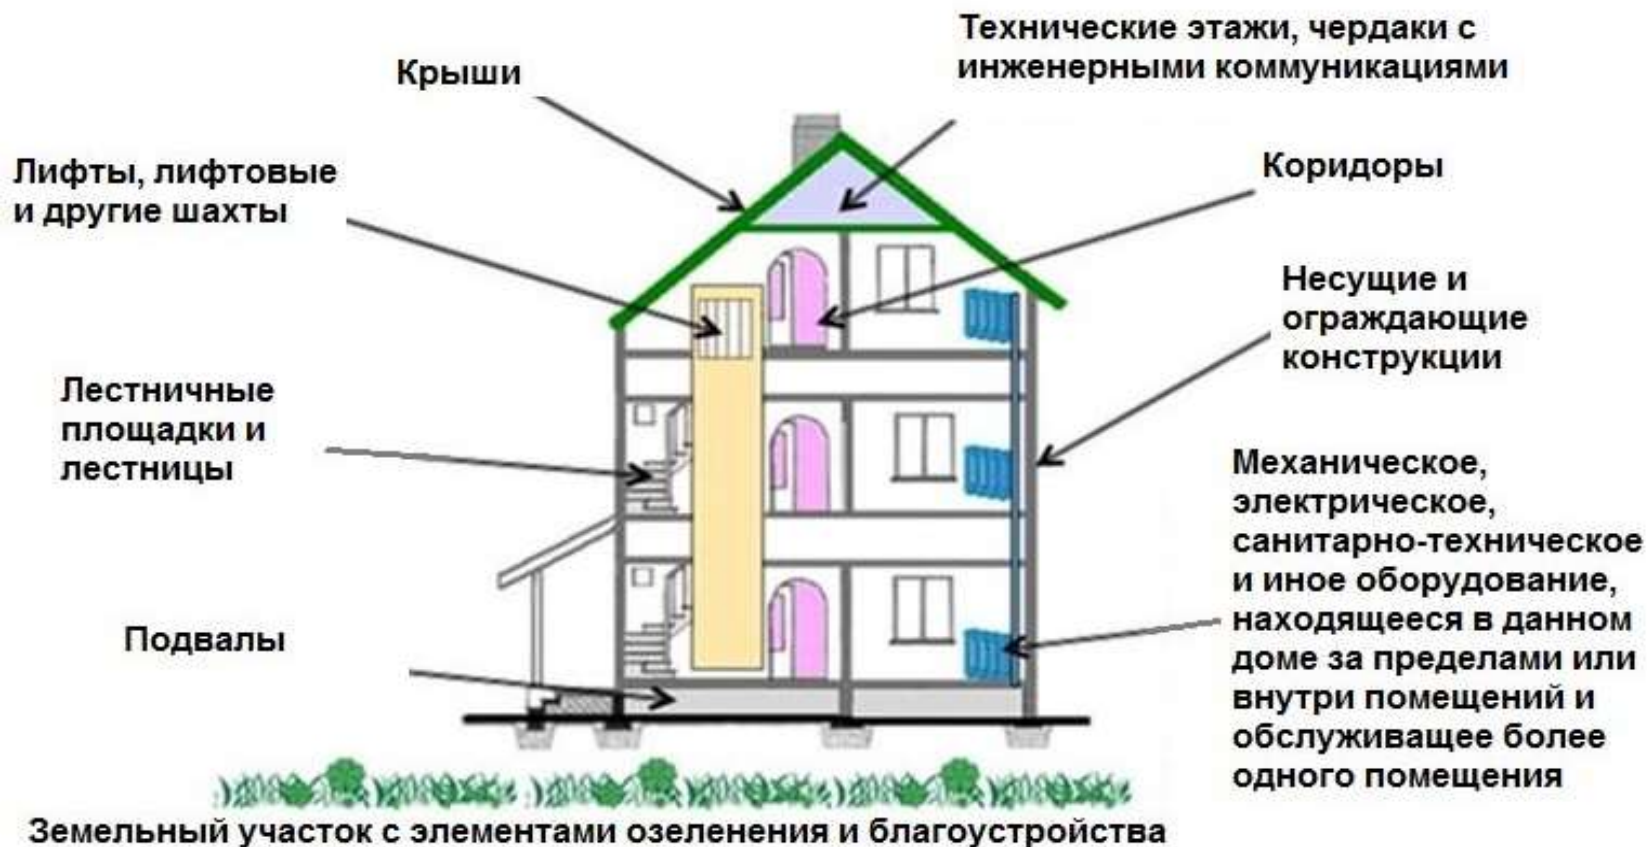 Технические этажи, чердаки с
инженерными коммуникациями
Крыши
Лифты, лифтовые
и другие шахты
Коридоры
Несущие и
ограждающие
конструкции
Лестничные
площадки и
лестницы
Механическое,
электрическое,
санитарно-техническое
и иное оборудование,
находящееся в данном
доме за пределами или
внутри помещений и
обслуживащее более
одного помещения
Подвалы
Земельный участок с элементами озеленения и благоустройства